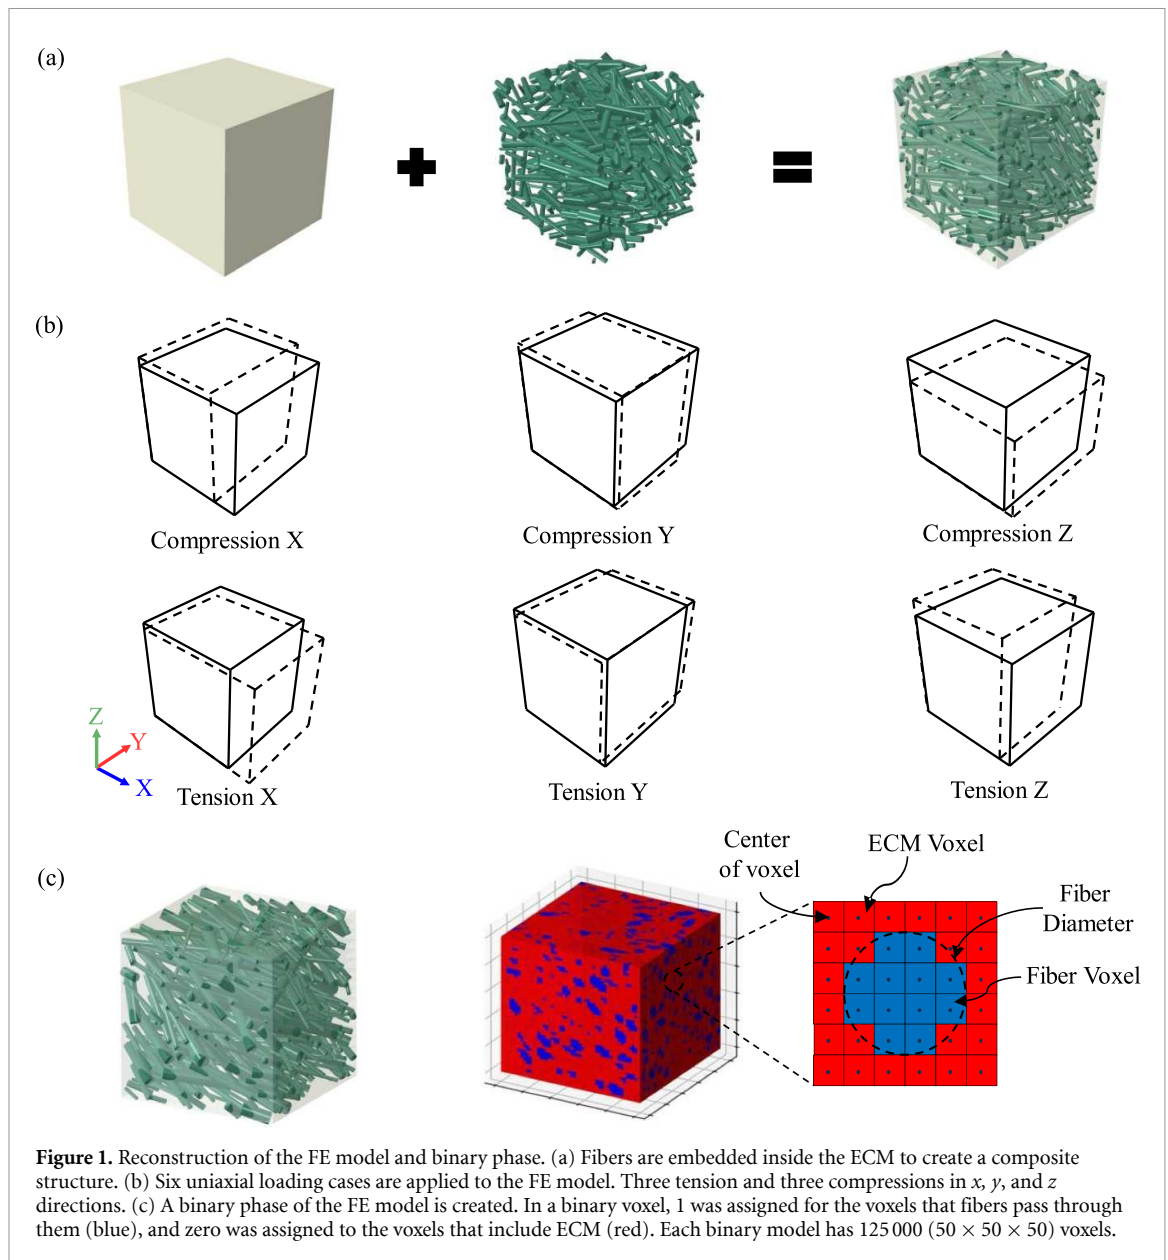 (a)
(b)
Compression X
Compression Y
Compression Z
Z
Y
X
Tension X
Tension Y
Tension Z
(c)
Center
of voxel
ECM Voxel
Fiber
Diameter
Fiber Voxel
Figure 1. Reconstruction of the FE model and binary phase. (a) Fibers are embedded inside the ECM to create a composite
structure. (b) Six uniaxial loading cases are applied to the FE model. Three tension and three compressions in x, y, and z
directions. (c) A binary phase of the FE model is created. In a binary voxel, 1 was assigned for the voxels that fibers pass through
them (blue), and zero was assigned to the voxels that include ECM (red). Each binary model has 125 000 (50 × 50 × 50) voxels.